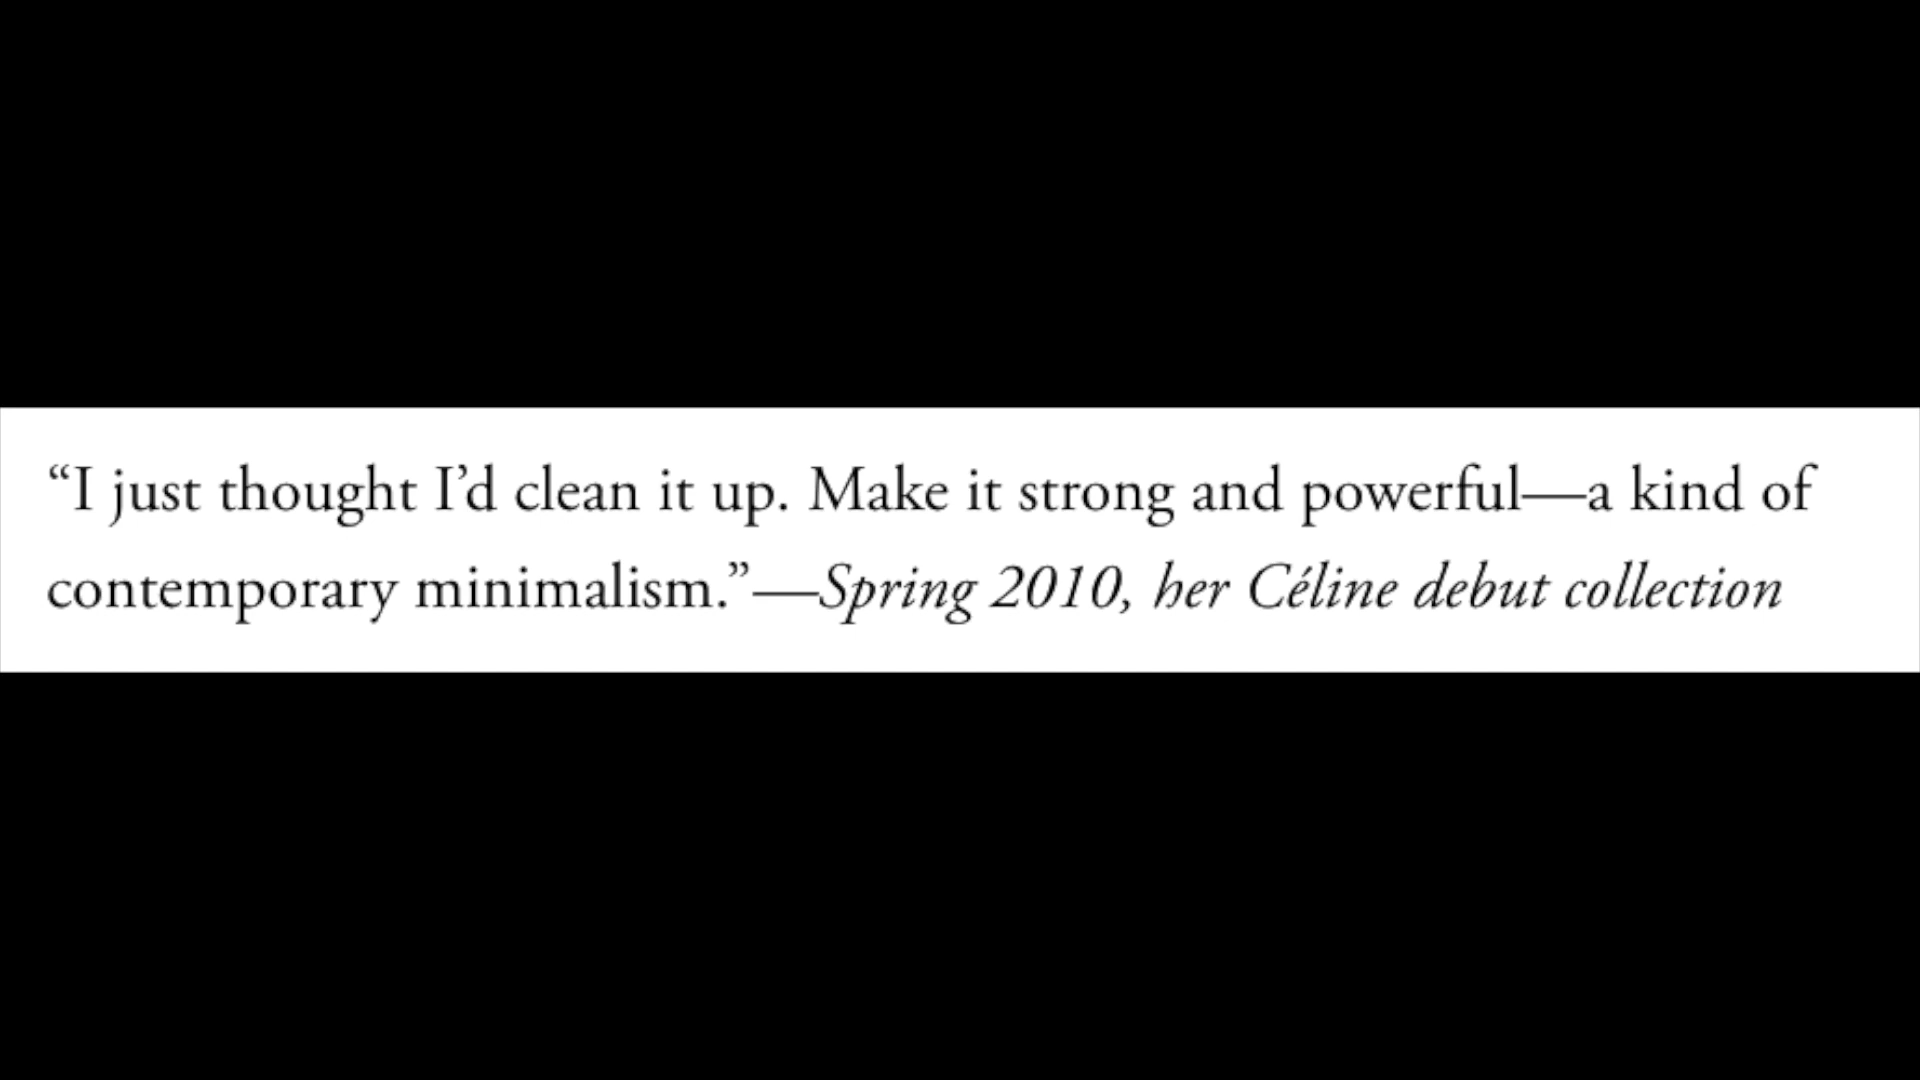 “I just thought I’d clean it up. Make it strong and powerful—a kind of
contemporary minimalism.”—Spring 2010, her Céline debut collection